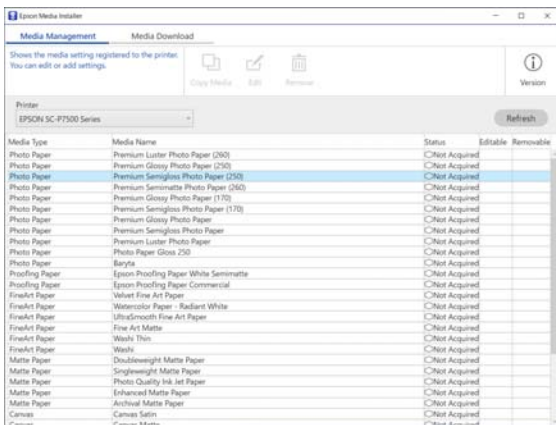 Epson Media Installer
Media Management Media Download
Shows the media setting registered to the printer.
You can edit or add settings.
Copy Media Edit Remove Version
Printer
EPSON SC-P7500 Series Refresh
Media Type Media Name Status Editable Removable
Photo Paper Premium Luster Photo Paper (260) Not Acquired
Photo Paper Premium Glossy Photo Paper (250) Not Acquired
Photo Paper Premium Semigloss Photo Paper (250) Not Acquired
Photo Paper Premium Semimatte Photo Paper (260) Not Acquired
Photo Paper Premium Glossy Photo Paper (170) Not Acquired
Photo Paper Premium Semigloss Photo Paper (170) Not Acquired
Photo Paper Premium Glossy Photo Paper Not Acquired
Photo Paper Premium Semigloss Photo Paper Not Acquired
Photo Paper Premium Luster Photo Paper Not Acquired
Photo Paper Photo Paper Gloss 250 Not Acquired
Photo Paper Baryta Not Acquired
Proofing Paper Epson Proofing Paper White Semimatte Not Acquired
Proofing Paper Epson Proofing Paper Commercial Not Acquired
FineArt Paper Velvet Fine Art Paper Not Acquired
FineArt Paper Watercolor Paper - Radiant White Not Acquired
FineArt Paper UltraSmooth Fine Art Paper Not Acquired
FineArt Paper Fine Art Matte Not Acquired
FineArt Paper Washi Thin Not Acquired
FineArt Paper Washi Not Acquired
Matte Paper Doubleweight Matte Paper Not Acquired
Matte Paper Singleweight Matte Paper Not Acquired
Matte Paper Photo Quality Ink Jet Paper Not Acquired
Matte Paper Enhanced Matte Paper Not Acquired
Matte Paper Archival Matte Paper Not Acquired
Canvas Canvas Satin Not Acquired
Canvas Canvas Matte Not Acquired